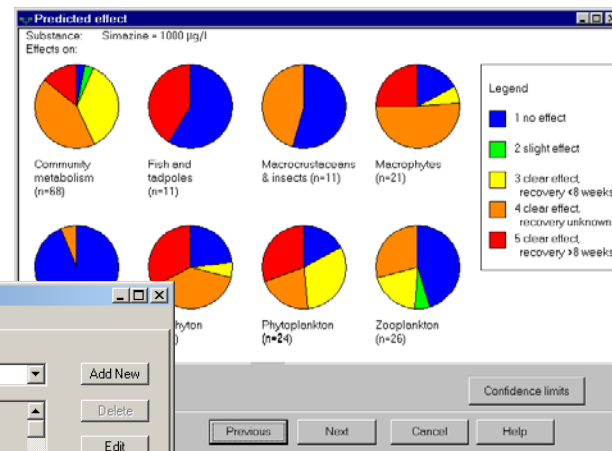 Predicted effect
Substance: Simazine = 1000 µg/l
Effects on:
Community
metabolism
(n=68)
Fish and
tadpoles
(n=11)
Macrocrustaceans
& insects (n=11)
Macrophytes
(n=21)
Legend
1 no effect
2 slight effect
3 clear effect,
recovery <8 weeks
4 clear effect,
recovery unknown
5 clear effect,
recovery >8 weeks
hyton
)
Phytoplankton
(n=24)
Zooplankton
(n=26)
Add New
Delete
Edit
Confidence limits
Previous
Next
Cancel
Help